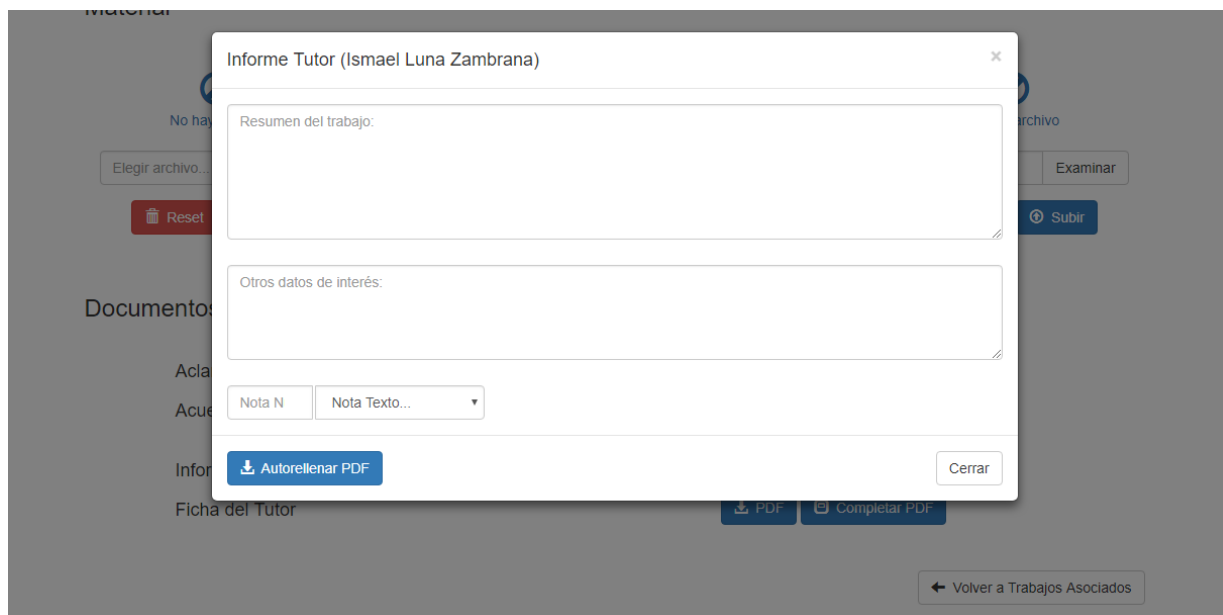 Material
Informe Tutor (Ismael Luna Zambrana) ×
No hay
archivo
Resumen del trabajo:
Elegir archivo...
Examinar
Reset
Subir
Otros datos de interés:
Documentos
Acla
Acue
Nota N
Nota Texto...
Autorellenar PDF
Cerrar
Infor
Ficha del Tutor
PDF
Completar PDF
Volver a Trabajos Asociados